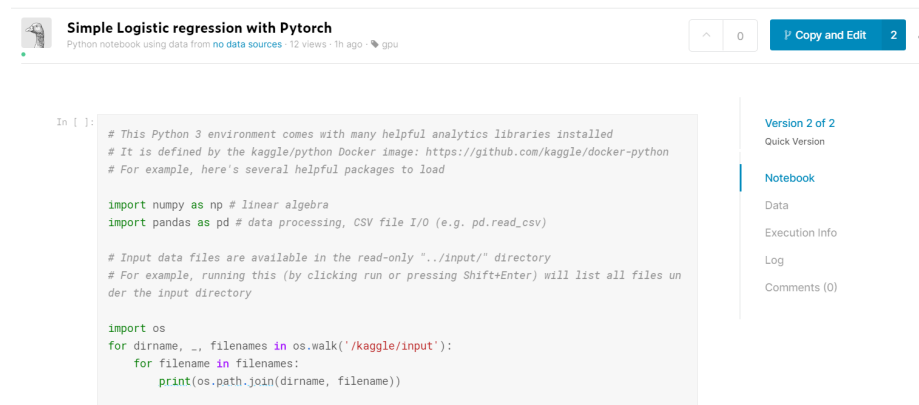 Simple Logistic regression with Pytorch
Python notebook using data from no data sources · 12 views · 1h ago · gpu
0
Copy and Edit 2
In [ ]:
# This Python 3 environment comes with many helpful analytics libraries installed
# It is defined by the kaggle/python Docker image: https://github.com/kaggle/docker-python
# For example, here's several helpful packages to load
import numpy as np # linear algebra
import pandas as pd # data processing, CSV file I/O (e.g. pd.read_csv)
# Input data files are available in the read-only "../input/" directory
# For example, running this (by clicking run or pressing Shift+Enter) will list all files un
der the input directory
import os
for dirname, _, filenames in os.walk('/kaggle/input'):
    for filename in filenames:
        print(os.path.join(dirname, filename))
Version 2 of 2
Quick Version
Notebook
Data
Execution Info
Log
Comments (0)